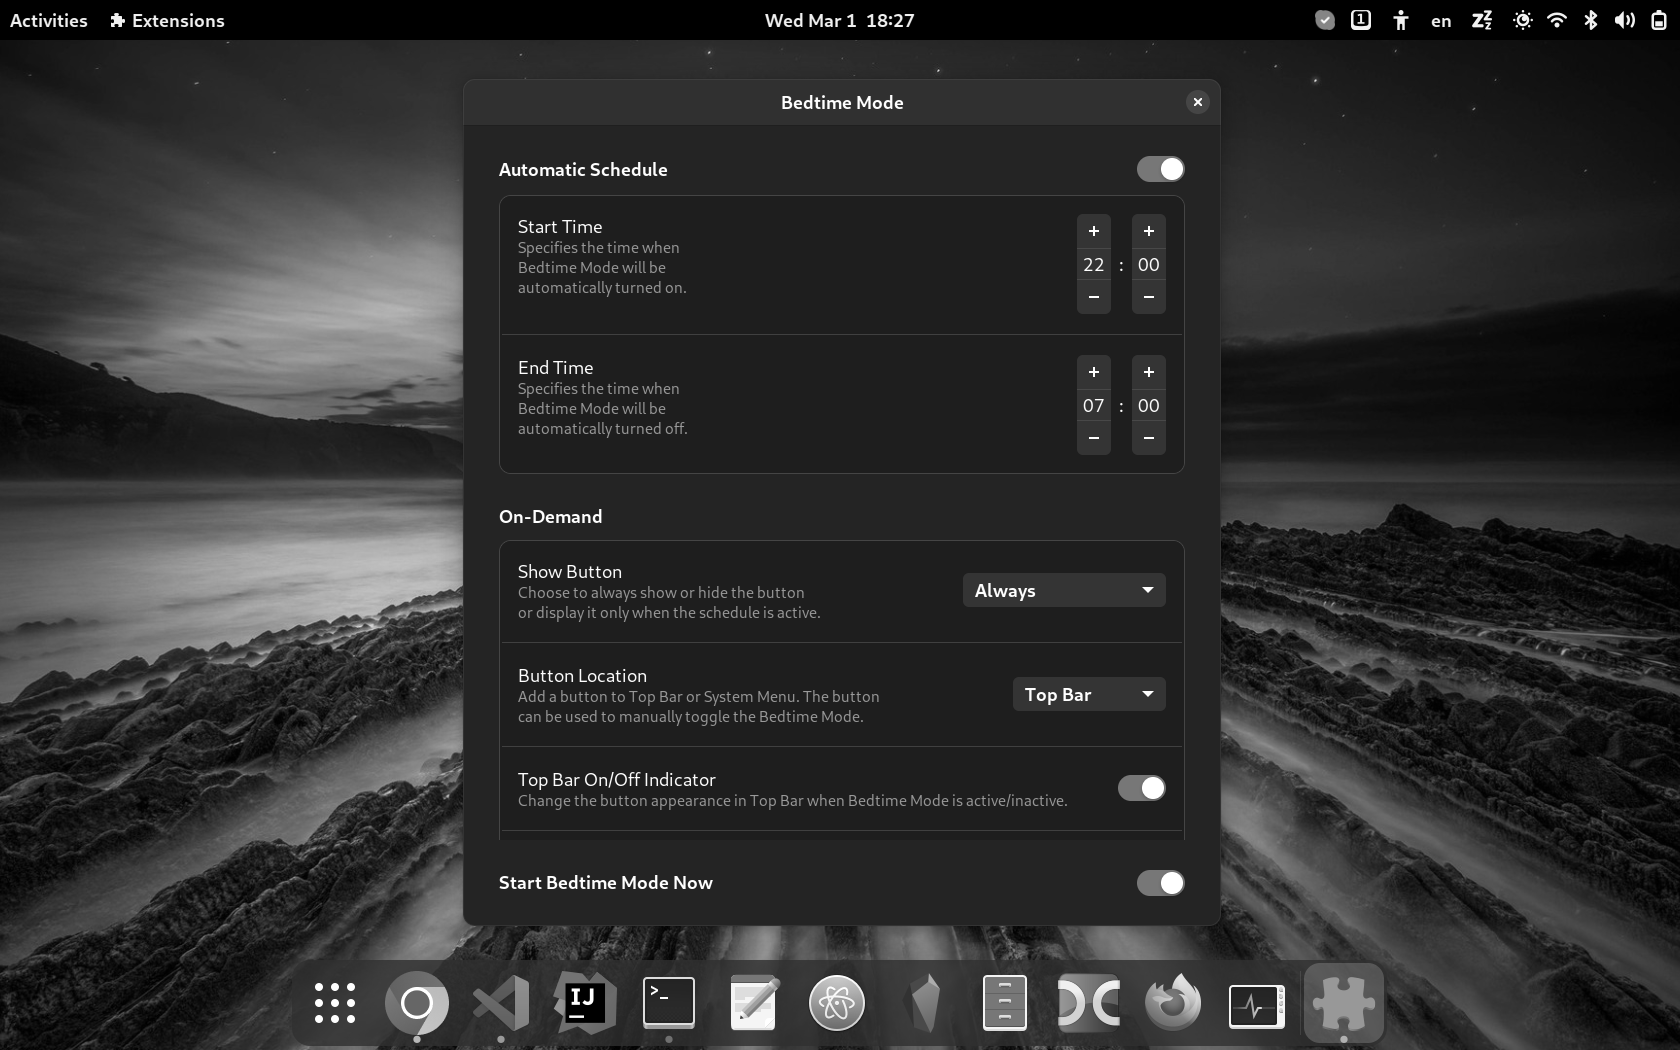 Activities Extensions Wed Mar 1 18:27 1 en ZZZ
Bedtime Mode
Automatic Schedule
Start Time
Specifies the time when
Bedtime Mode will be
automatically turned on.
+ +
22 : 00
− −
End Time
Specifies the time when
Bedtime Mode will be
automatically turned off.
+ +
07 : 00
− −
On-Demand
Show Button
Choose to always show or hide the button
or display it only when the schedule is active.
Always
Button Location
Add a button to Top Bar or System Menu. The button
can be used to manually toggle the Bedtime Mode.
Top Bar
Top Bar On/Off Indicator
Change the button appearance in Top Bar when Bedtime Mode is active/inactive.
Start Bedtime Mode Now
IJ
>_